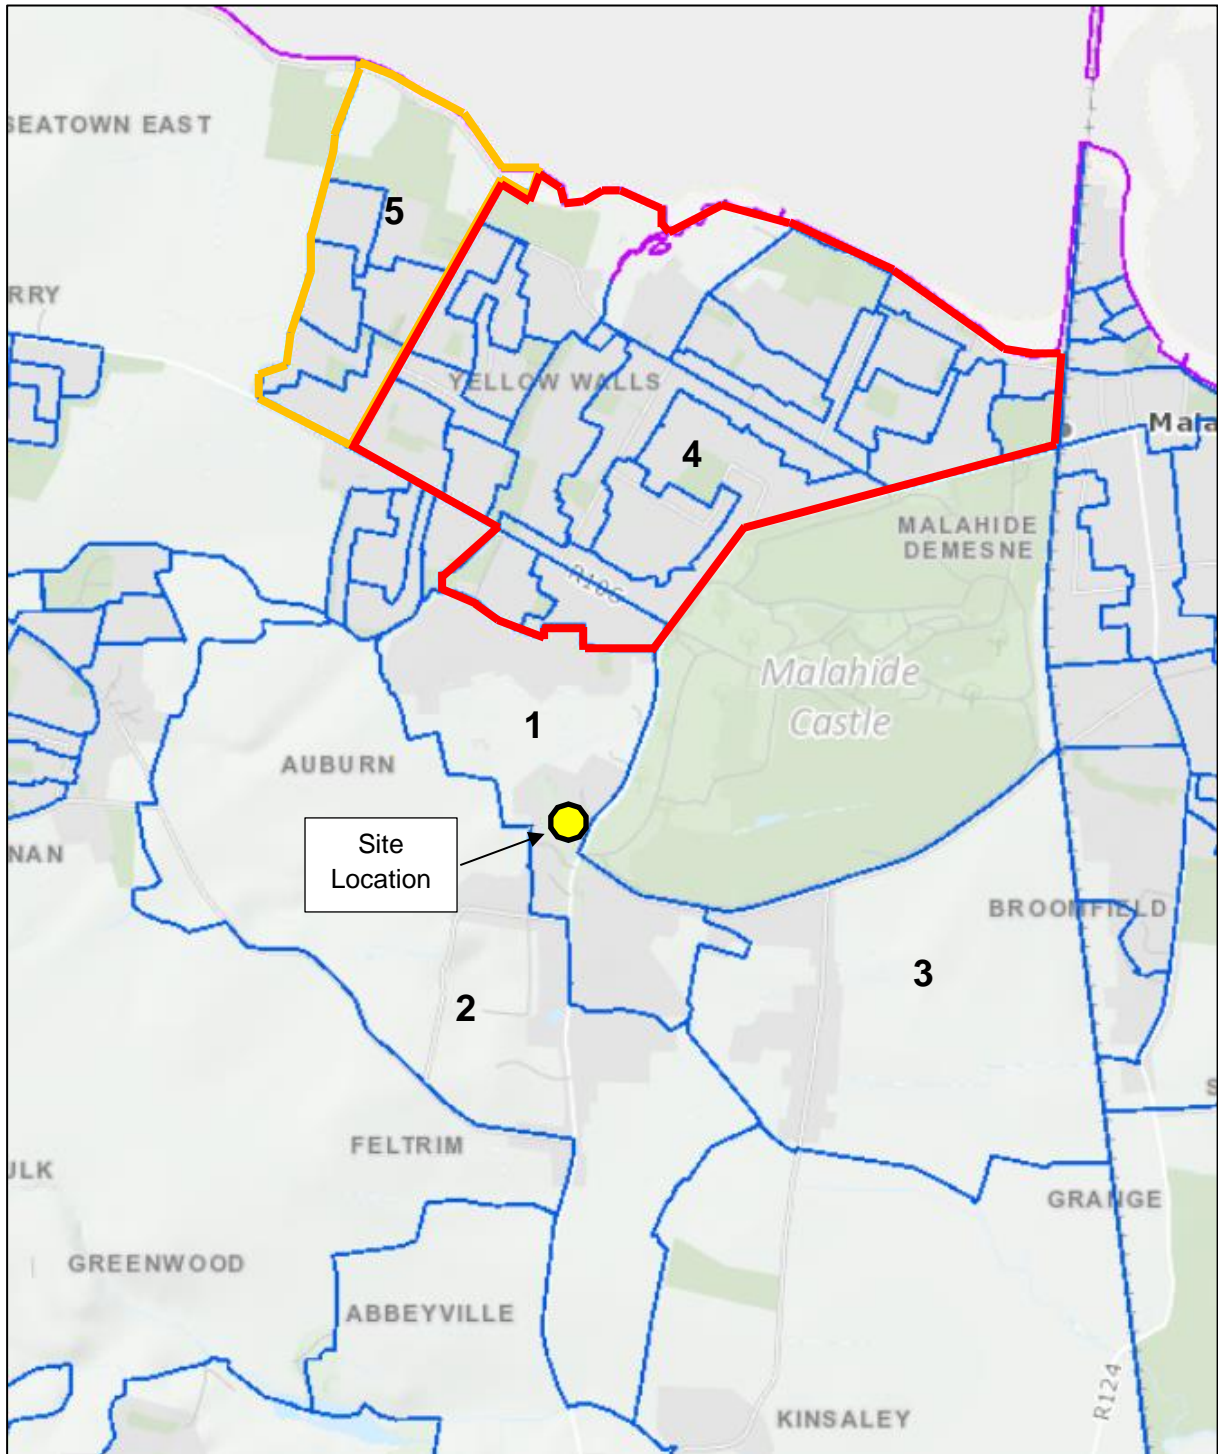 SEATOWN EAST
5
RRY
YELLOW WALLS
Mala
4
MALAHIDE
DEMESNE
R106
Malahide
Castle
1
AUBURN
Site
Location
NAN
BROOMFIELD
3
2
S
FELTRIM
ULK
GRANGE
GREENWOOD
ABBEYVILLE
R124
KINSALEY